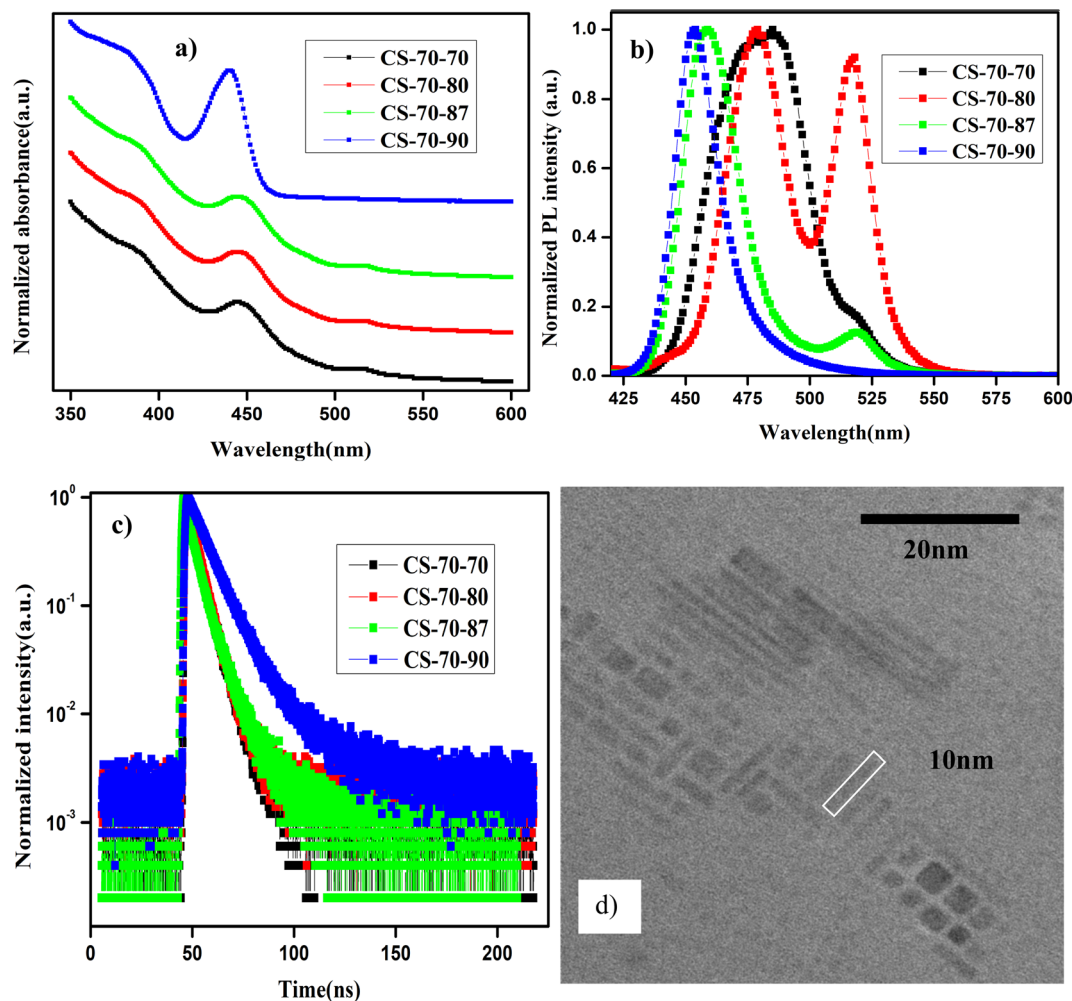 a)
CS-70-70
CS-70-80
CS-70-87
CS-70-90
Normalized absorbance(a.u.)
350 400 450 500 550 600
Wavelength(nm)
b)
CS-70-70
CS-70-80
CS-70-87
CS-70-90
Normalized PL intensity (a.u.)
1.0
0.8
0.6
0.4
0.2
0.0
425 450 475 500 525 550 575 600
Wavelength(nm)
c)
CS-70-70
CS-70-80
CS-70-87
CS-70-90
Normalized intensity(a.u.)
10⁰
10⁻¹
10⁻²
10⁻³
0 50 100 150 200
Time(ns)
20nm
10nm
d)